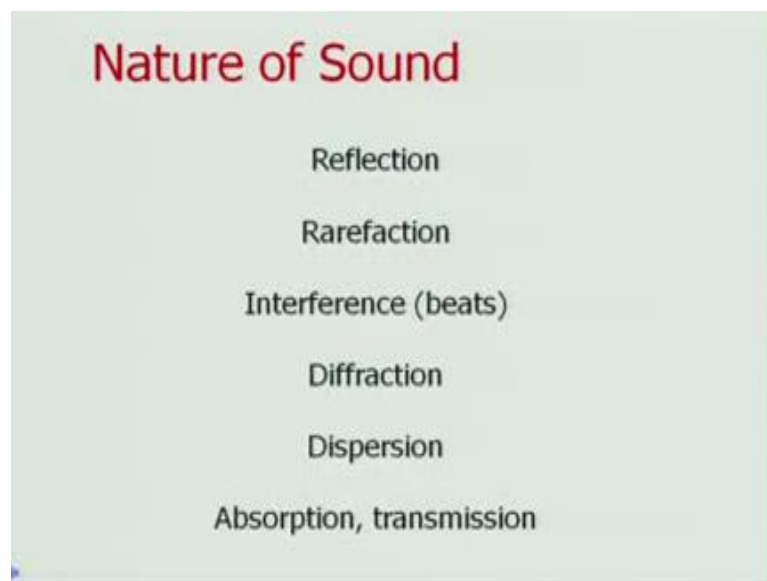 Nature of Sound
Reflection
Rarefaction
Interference (beats)
Diffraction
Dispersion
Absorption, transmission